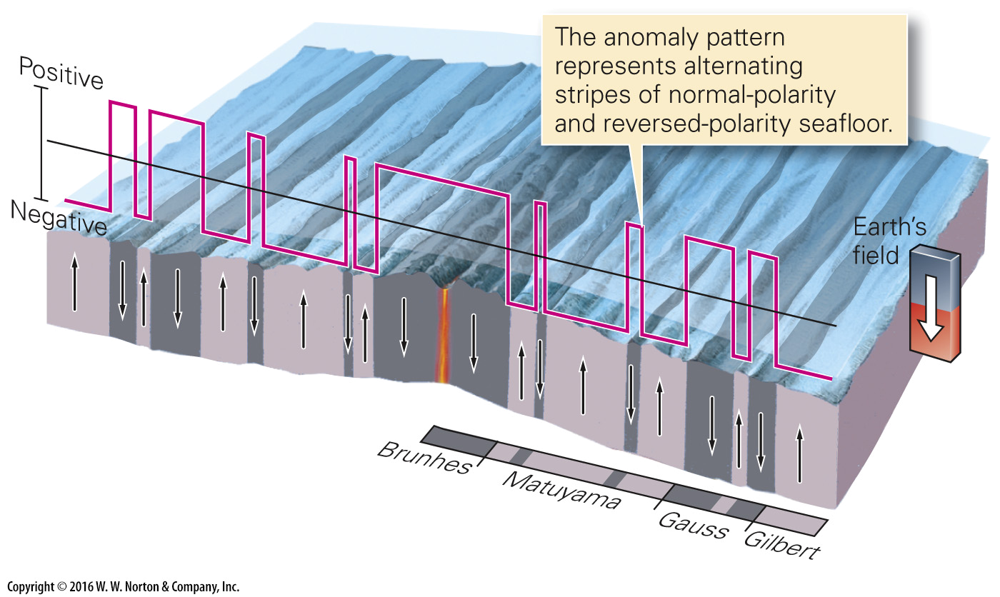 The anomaly pattern
represents alternating
stripes of normal-polarity
and reversed-polarity seafloor.
Positive
Negative
Earth's
field
Brunhes
Matuyama
Gauss
Gilbert
Copyright © 2016 W. W. Norton & Company, Inc.